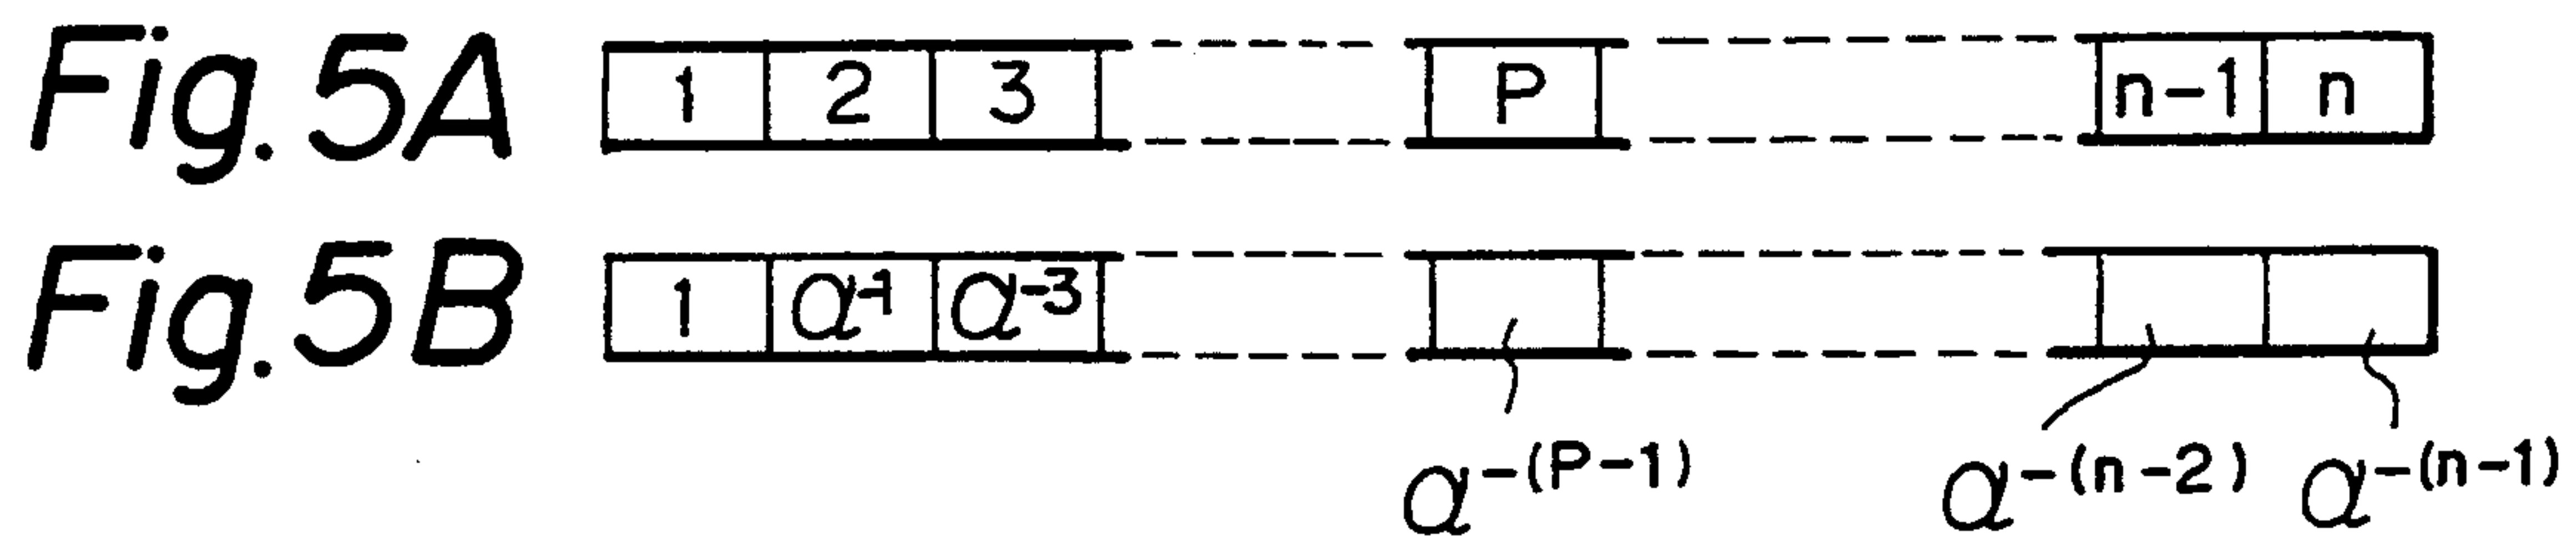 Fig. 5A 1 2 3 P n-1 n
Fig. 5B 1 α⁻¹ α⁻³
α⁻⁽ᴾ⁻¹⁾ α⁻⁽ⁿ⁻²⁾ α⁻⁽ⁿ⁻¹⁾